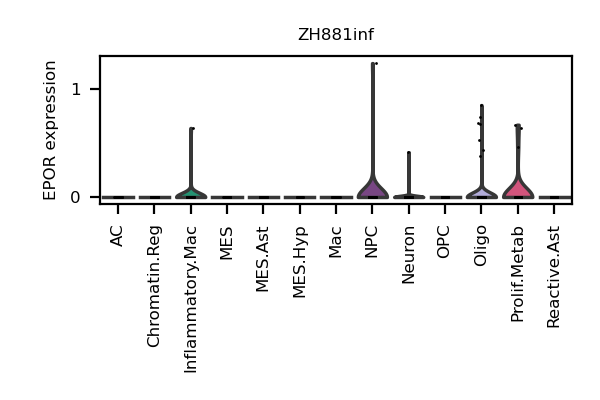 ZH881inf
EPOR expression
1
0
AC
Chromatin.Reg
Inflammatory.Mac
MES
MES.Ast
MES.Hyp
Mac
NPC
Neuron
OPC
Oligo
Prolif.Metab
Reactive.Ast